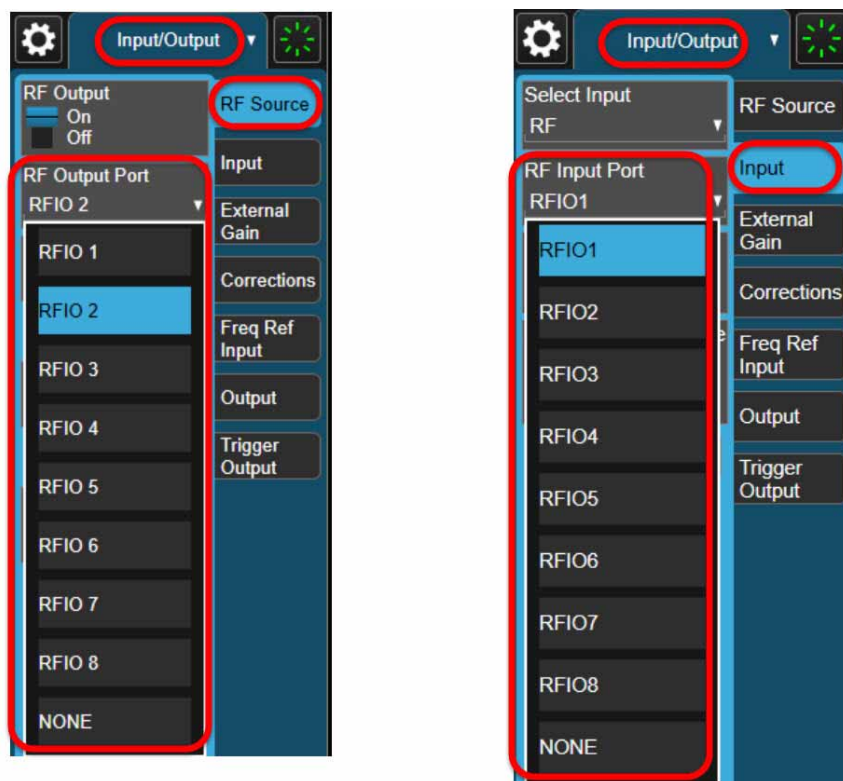 Input/Output
RF Output
On
Off
RF Output Port
RFIO 2
RFIO 1
RFIO 2
RFIO 3
RFIO 4
RFIO 5
RFIO 6
RFIO 7
RFIO 8
NONE
RF Source
Input
External
Gain
Corrections
Freq Ref
Input
Output
Trigger
Output
Input/Output
Select Input
RF
RF Input Port
RFIO1
RFIO1
RFIO2
RFIO3
RFIO4
RFIO5
RFIO6
RFIO7
RFIO8
NONE
RF Source
Input
External
Gain
Corrections
Freq Ref
Input
Output
Trigger
Output